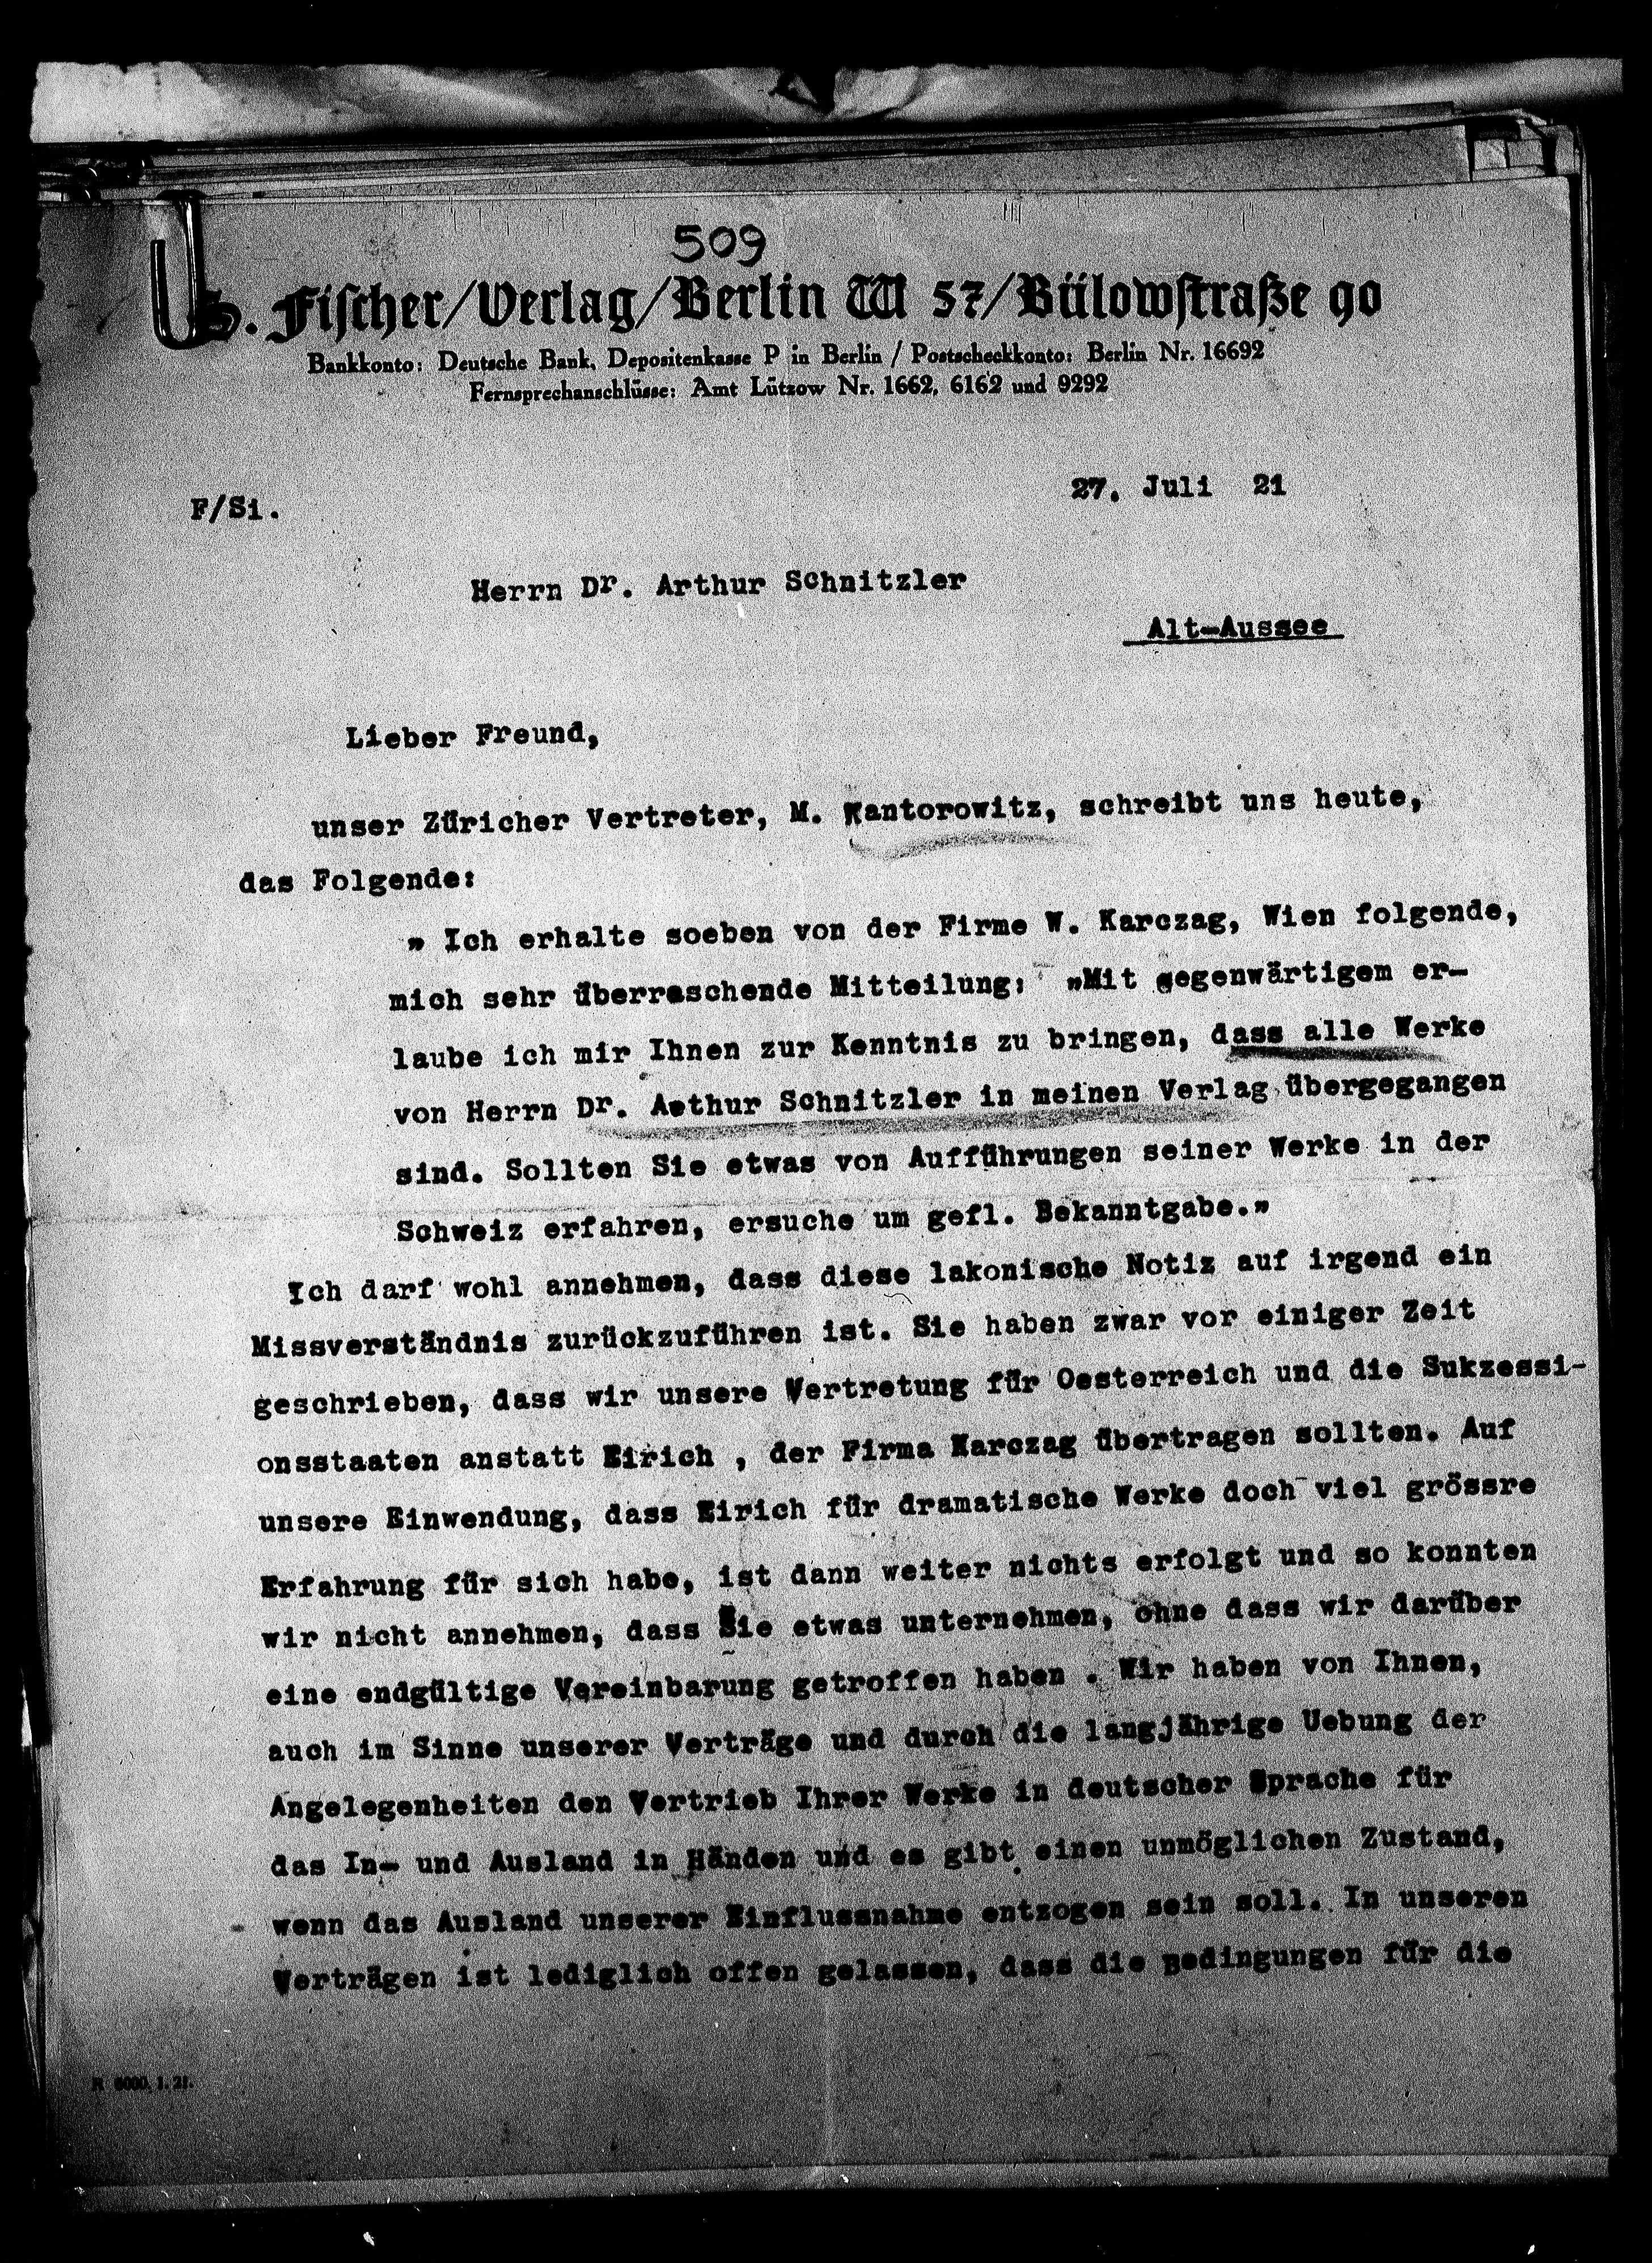 509
S. Fischer/Verlag/Berlin W 57/Bülowstraße 90
Bankkonto: Deutsche Bank, Depositenkasse P in Berlin / Postscheckkonto: Berlin Nr. 16692
Fernsprechanschlüsse: Amt Lützow Nr. 1662, 6162 und 9292
27. Juli 21
F/Si.
Herrn Dr. Arthur Schnitzler
Alt-Aussee
Lieber Freund,
unser Züricher Vertreter, M. Kantorowitz, schreibt uns heute,
das Folgende:
" Ich erhalte soeben von der Firme W. Karczag, Wien folgende,
mich sehr überraschende Mitteilung: "Mit gegenwärtigem er-
laube ich mir Ihnen zur Kenntnis zu bringen, dass alle Werke
von Herrn Dr. Arthur Schnitzler in meinen Verlag übergegangen
sind. Sollten Sie etwas von Aufführungen seiner Werke in der
Schweiz erfahren, ersuche um gefl. Bekanntgabe."
Ich darf wohl annehmen, dass diese lakonische Notiz auf irgend ein
Missverständnis zurückzuführen ist. Sie haben zwar vor einiger Zeit
geschrieben, dass wir unsere Vertretung für Oesterreich und die Sukzessi-
onsstaaten anstatt Eirich , der Firma Karczag übertragen sollten. Auf
unsere Einwendung, dass Eirich für dramatische Werke doch viel grössre
Erfahrung für sich habe, ist dann weiter nichts erfolgt und so konnten
wir nicht annehmen, dass Sie etwas unternehmen, ohne dass wir darüber
eine endgültige Vereinbarung getroffen haben . Wir haben von Ihnen,
auch im Sinne unserer Verträge und durch die langjährige Uebung der
Angelegenheiten den Vertrieb Ihrer Werke in deutscher Sprache für
das In- und Ausland in Händen und es gibt einen unmöglichen Zustand,
wenn das Ausland unserer Einflussnahme entzogen sein soll. In unseren
Verträgen ist lediglich offen gelassen, dass die Bedingungen für die
R 6000. 1. 21.